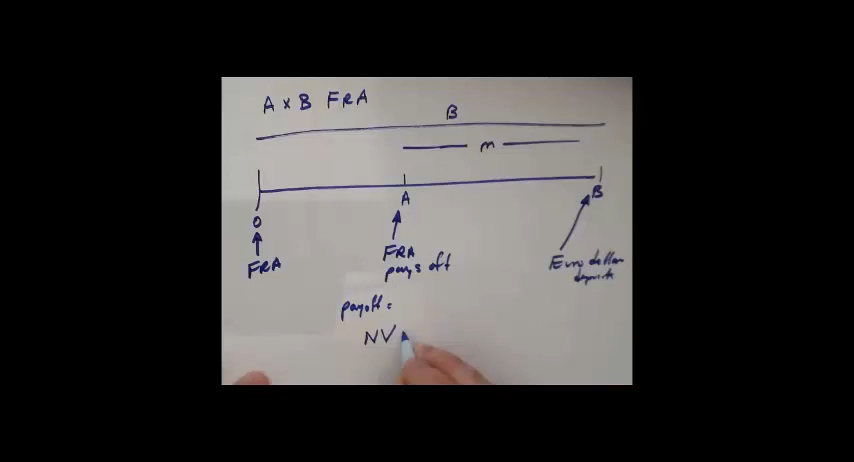 A × B FRA
B
m
A
B
0
FRA
FRA
pays off
Eurodollar
deposit
payoff =
NV